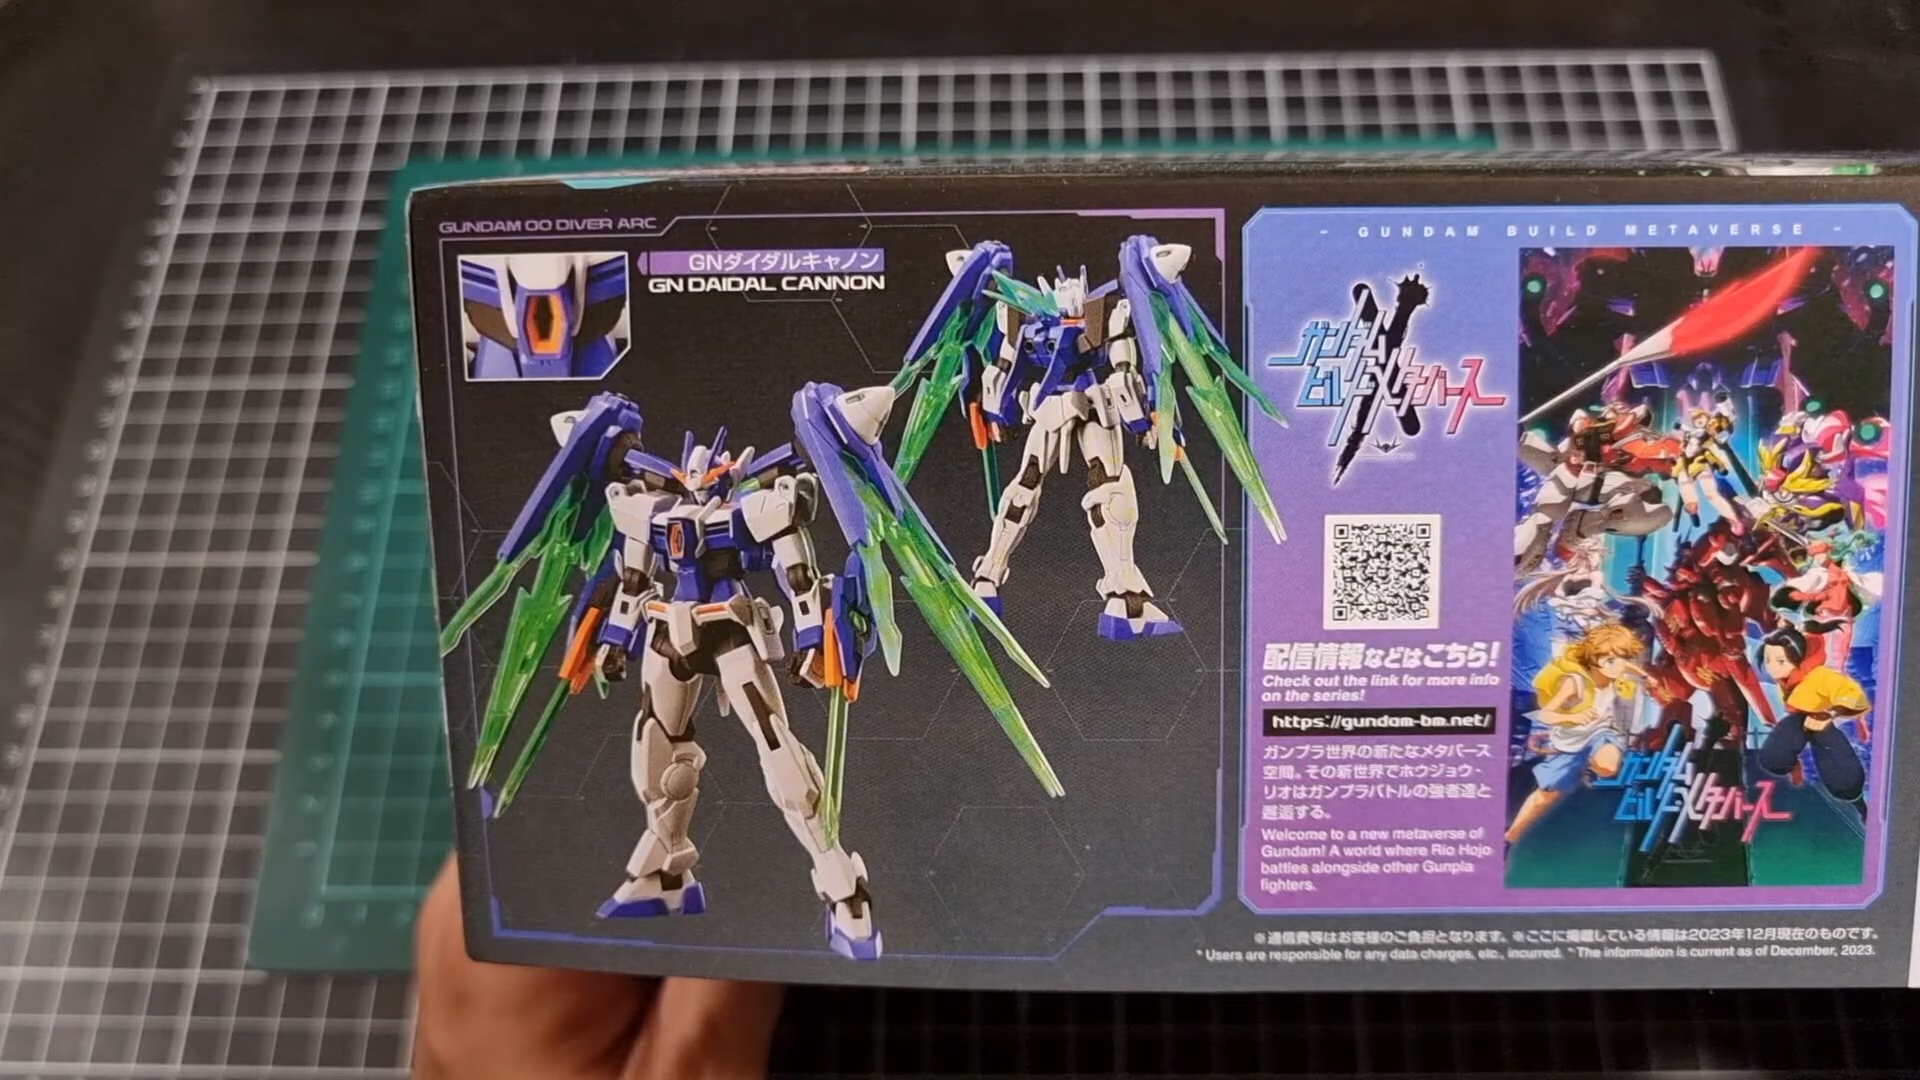 GUNDAM 00 DIVER ARC
GNダイダルキャノン
GN DAIDAL CANNON
- GUNDAM BUILD METAVERSE -
ガンダム
ビルドメタバース
配信情報などはこちら!
Check out the link for more info
on the series!
https://gundam-bm.net/
ガンプラ世界の新たなメタバース
空間。その新世界でホウジョウ・
リオはガンプラバトルの強者達と
邂逅する。
Welcome to a new metaverse of
Gundam! A world where Rio Hojo
battles alongside other Gunpla
fighters.
ガンダム
ビルドメタバース
※通信費等はお客様のご負担となります。※ここに掲載している情報は2023年12月現在のものです。
* Users are responsible for any data charges, etc., incurred. * The information is current as of December, 2023.